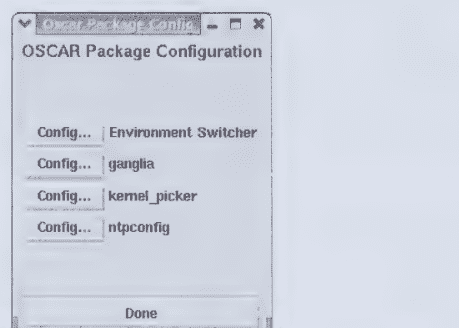 Oscar Package Config
OSCAR Package Configuration
Config... Environment Switcher
Config... ganglia
Config... kernel_picker
Config... ntpconfig
Done